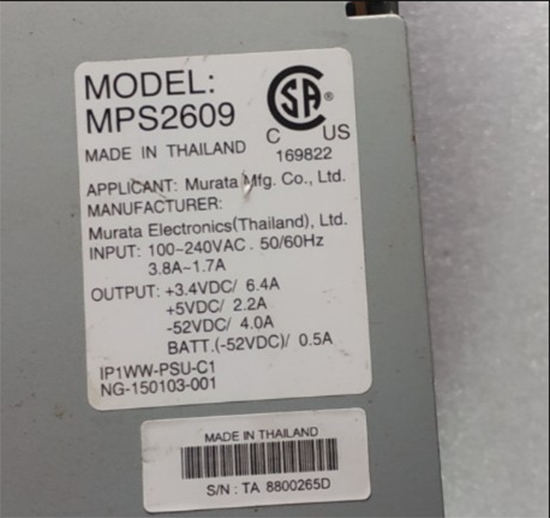 MODEL:
MPS2609
MADE IN THAILAND
SA ®
C US
169822
APPLICANT: Murata Mfg. Co., Ltd.
MANUFACTURER:
Murata Electronics(Thailand), Ltd.
INPUT: 100~240VAC . 50/60Hz
3.8A~1.7A
OUTPUT: +3.4VDC/ 6.4A
+5VDC/ 2.2A
-52VDC/ 4.0A
BATT.(-52VDC)/ 0.5A
IP1WW-PSU-C1
NG-150103-001
MADE IN THAILAND
S/N : TA 8800265D